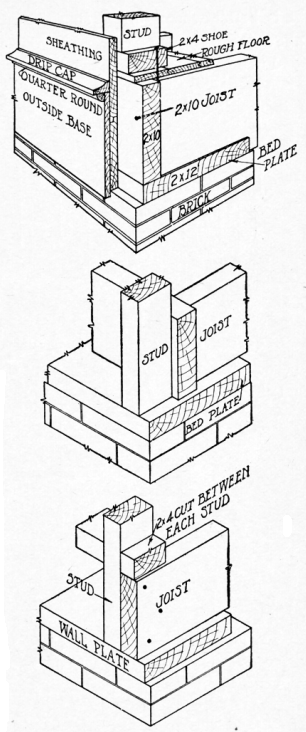 SHEATHING
STUD
2x4 SHOE
ROUGH FLOOR
DRIP CAP
QUARTER ROUND
OUTSIDE BASE
2x10 JOIST
2x10
BED
PLATE
2x12
BRICK
STUD
JOIST
BED PLATE
2x4 CUT BETWEEN
EACH STUD
STUD
JOIST
WALL PLATE